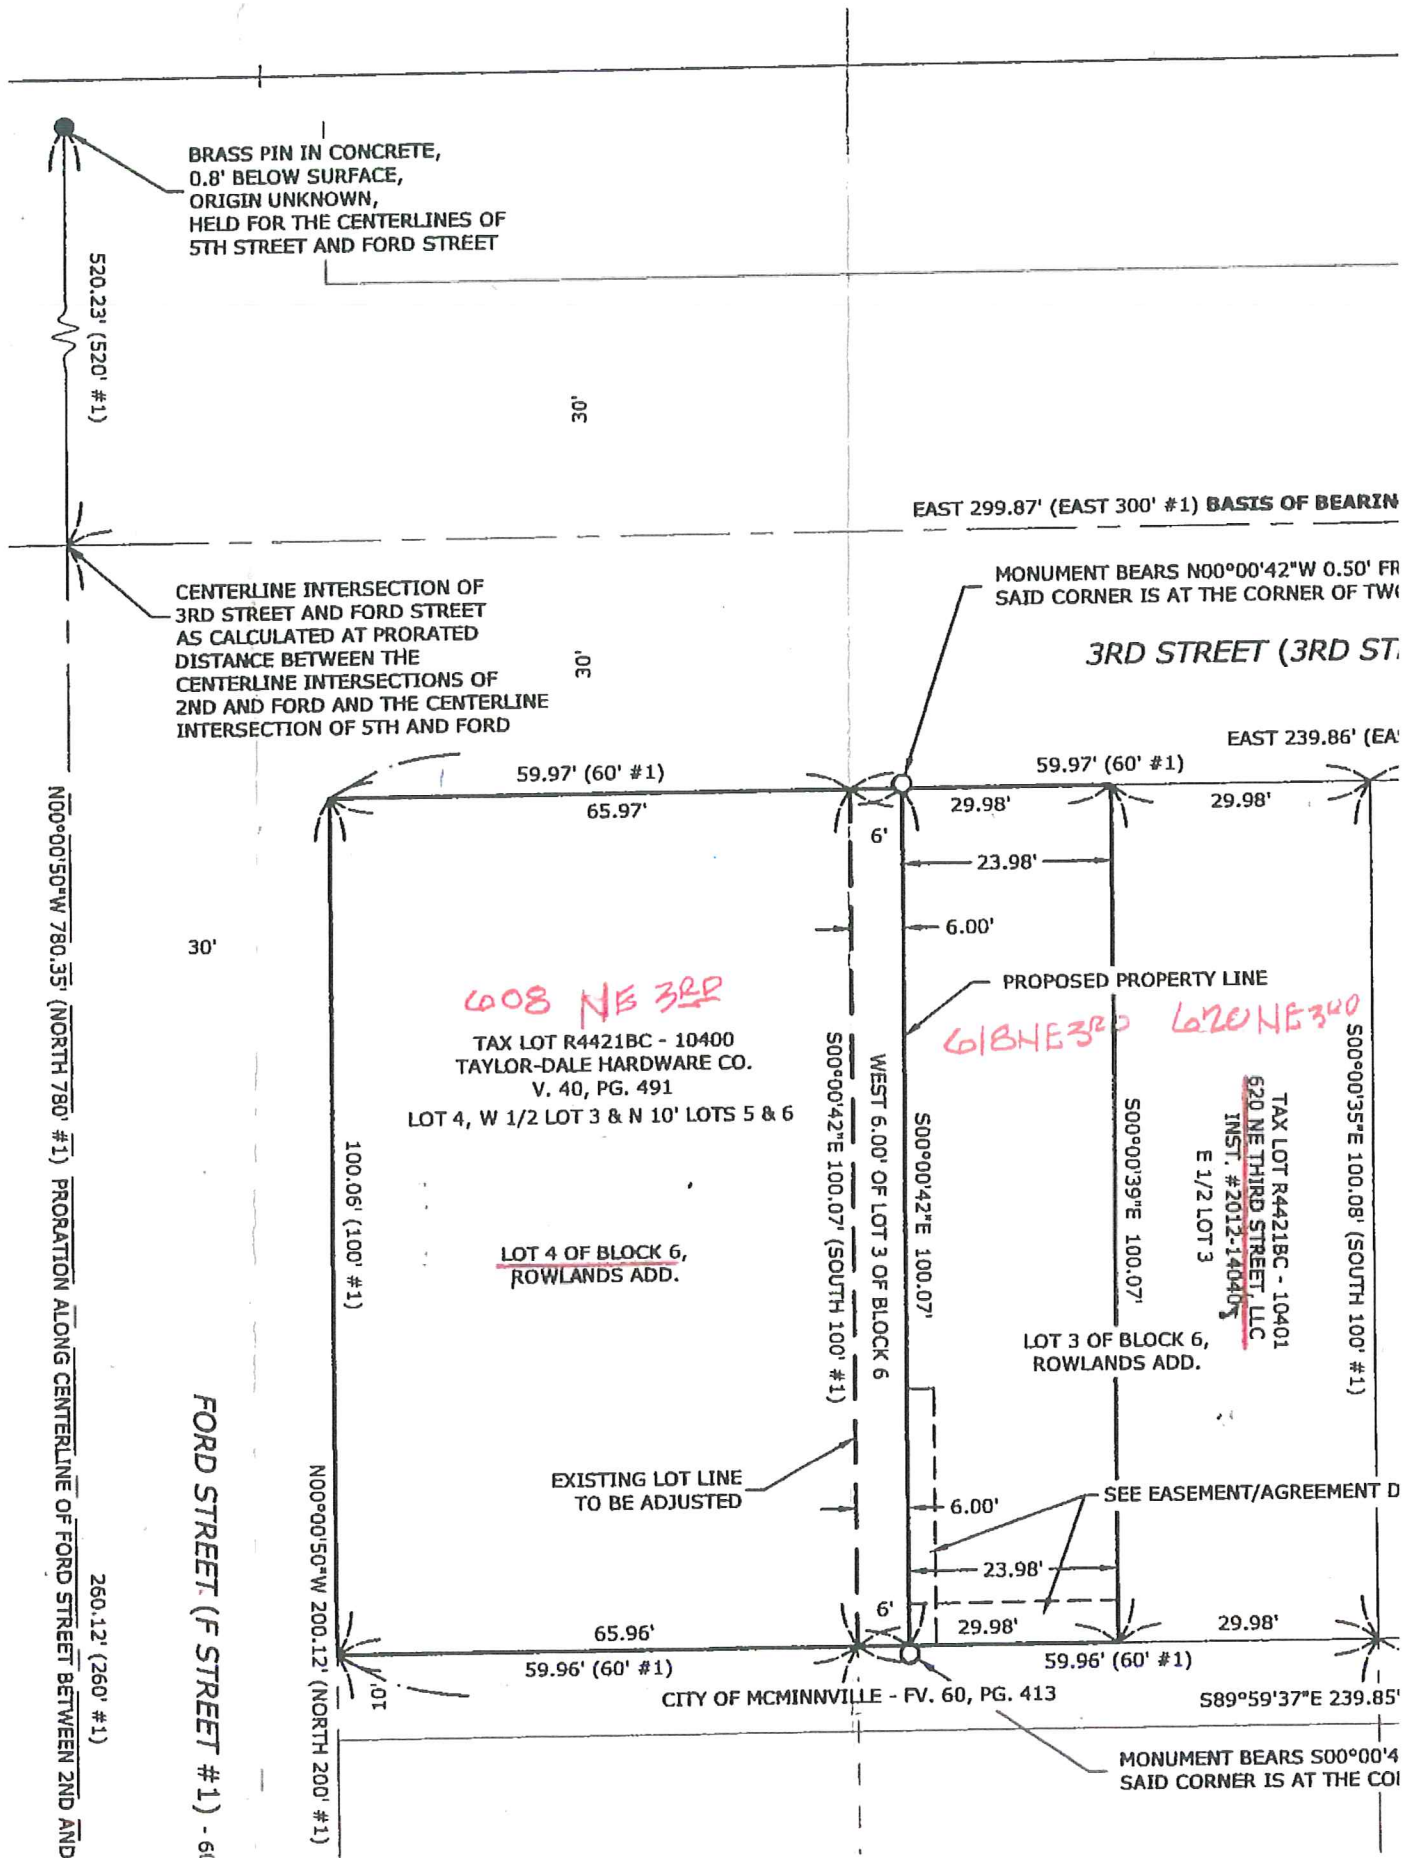 BRASS PIN IN CONCRETE,
0.8' BELOW SURFACE,
ORIGIN UNKNOWN,
HELD FOR THE CENTERLINES OF
5TH STREET AND FORD STREET
520.23' (520' #1)
30'
EAST 299.87' (EAST 300' #1) BASIS OF BEARIN
MONUMENT BEARS N00°00'42"W 0.50' FR
SAID CORNER IS AT THE CORNER OF TW
CENTERLINE INTERSECTION OF
3RD STREET AND FORD STREET
AS CALCULATED AT PRORATED
DISTANCE BETWEEN THE
CENTERLINE INTERSECTIONS OF
2ND AND FORD AND THE CENTERLINE
INTERSECTION OF 5TH AND FORD
30'
3RD STREET (3RD ST
EAST 239.86' (EA
59.97' (60' #1)
59.97' (60' #1)
65.97'
29.98'
29.98'
6'
23.98'
6.00'
30'
PROPOSED PROPERTY LINE
608 NE 3RD
618 NE 3RD
620 NE 3RD
TAX LOT R4421BC - 10400
TAYLOR-DALE HARDWARE CO.
V. 40, PG. 491
LOT 4, W 1/2 LOT 3 & N 10' LOTS 5 & 6
LOT 4 OF BLOCK 6,
ROWLANDS ADD.
100.06' (100' #1)
S00°00'42"E 100.07' (SOUTH 100' #1)
WEST 6.00' OF LOT 3 OF BLOCK 6
S00°00'42"E 100.07'
S00°00'39"E 100.07'
TAX LOT R4421BC - 10401
620 NE THIRD STREET, LLC
INST. #2012-14040
E 1/2 LOT 3
S00°00'35"E 100.08' (SOUTH 100' #1)
LOT 3 OF BLOCK 6,
ROWLANDS ADD.
EXISTING LOT LINE
TO BE ADJUSTED
SEE EASEMENT/AGREEMENT D
6.00'
23.98'
6'
65.96'
29.98'
29.98'
59.96' (60' #1)
59.96' (60' #1)
10'
CITY OF MCMINNVILLE - FV. 60, PG. 413
S89°59'37"E 239.85'
MONUMENT BEARS S00°00'4
SAID CORNER IS AT THE CO
N00°00'50"W 780.35' (NORTH 780' #1) PRORATION ALONG CENTERLINE OF FORD STREET BETWEEN 2ND AND
260.12' (260' #1)
FORD STREET (F STREET #1) - 6
N00°00'50"W 200.12' (NORTH 200' #1)